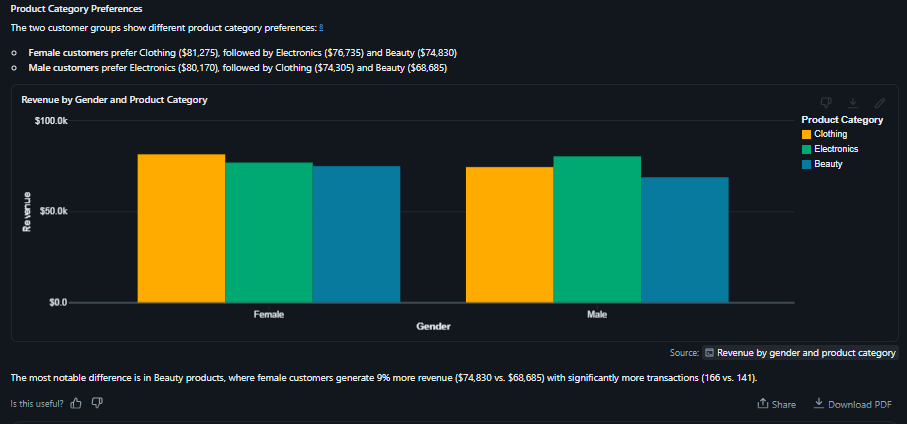 Product Category Preferences
The two customer groups show different product category preferences:
Female customers prefer Clothing ($81,275), followed by Electronics ($76,735) and Beauty ($74,830)
Male customers prefer Electronics ($80,170), followed by Clothing ($74,305) and Beauty ($68,685)
Revenue by Gender and Product Category
$100.0k
$50.0k
$0.0
Revenue
Female
Male
Gender
Product Category
Clothing
Electronics
Beauty
Source: Revenue by gender and product category
The most notable difference is in Beauty products, where female customers generate 9% more revenue ($74,830 vs. $68,685) with significantly more transactions (166 vs. 141).
Is this useful?
Share
Download PDF